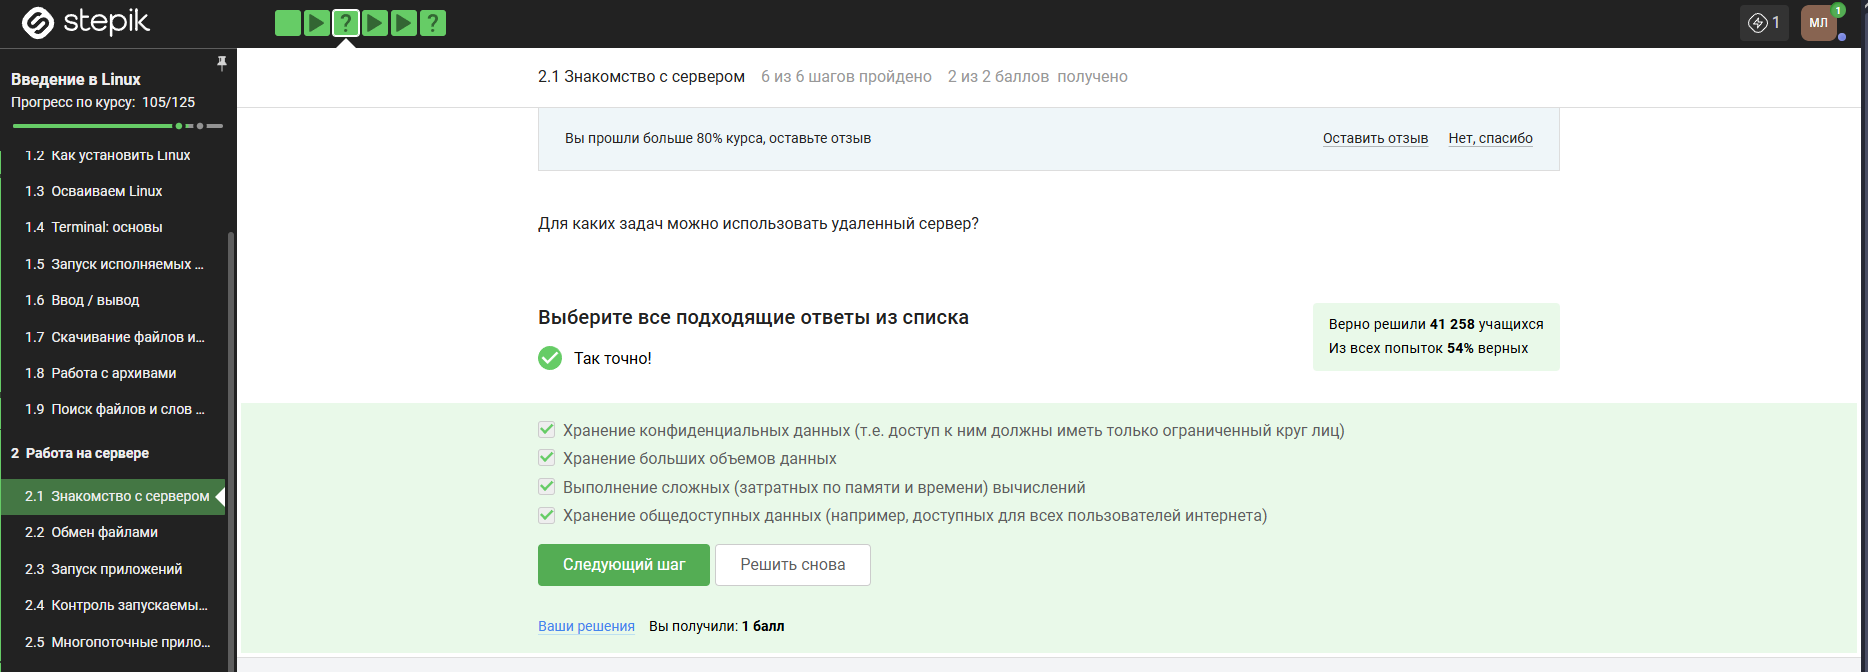 stepik
?
?
1
МЛ
1
Введение в Linux
Прогресс по курсу: 105/125
1.2 Как установить Linux
1.3 Осваиваем Linux
1.4 Terminal: основы
1.5 Запуск исполняемых ...
1.6 Ввод / вывод
1.7 Скачивание файлов и...
1.8 Работа с архивами
1.9 Поиск файлов и слов ...
2 Работа на сервере
2.1 Знакомство с сервером
2.2 Обмен файлами
2.3 Запуск приложений
2.4 Контроль запускаемы...
2.5 Многопоточные прило...
2.1 Знакомство с сервером 6 из 6 шагов пройдено 2 из 2 баллов получено
Вы прошли больше 80% курса, оставьте отзыв
Оставить отзыв Нет, спасибо
Для каких задач можно использовать удаленный сервер?
Выберите все подходящие ответы из списка
Так точно!
Верно решили 41 258 учащихся
Из всех попыток 54% верных
Хранение конфиденциальных данных (т.е. доступ к ним должны иметь только ограниченный круг лиц)
Хранение больших объемов данных
Выполнение сложных (затратных по памяти и времени) вычислений
Хранение общедоступных данных (например, доступных для всех пользователей интернета)
Следующий шаг Решить снова
Ваши решения Вы получили: 1 балл